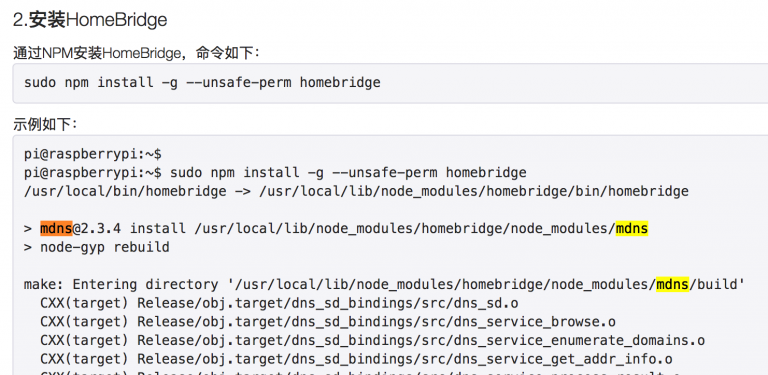 2.安装HomeBridge
通过NPM安装HomeBridge，命令如下：
sudo npm install -g --unsafe-perm homebridge
示例如下：
pi@raspberrypi:~$
pi@raspberrypi:~$ sudo npm install -g --unsafe-perm homebridge
/usr/local/bin/homebridge -> /usr/local/lib/node_modules/homebridge/bin/homebridge
> mdns@2.3.4 install /usr/local/lib/node_modules/homebridge/node_modules/mdns
> node-gyp rebuild
make: Entering directory '/usr/local/lib/node_modules/homebridge/node_modules/mdns/build'
CXX(target) Release/obj.target/dns_sd_bindings/src/dns_sd.o
CXX(target) Release/obj.target/dns_sd_bindings/src/dns_service_browse.o
CXX(target) Release/obj.target/dns_sd_bindings/src/dns_service_enumerate_domains.o
CXX(target) Release/obj.target/dns_sd_bindings/src/dns_service_get_addr_info.o